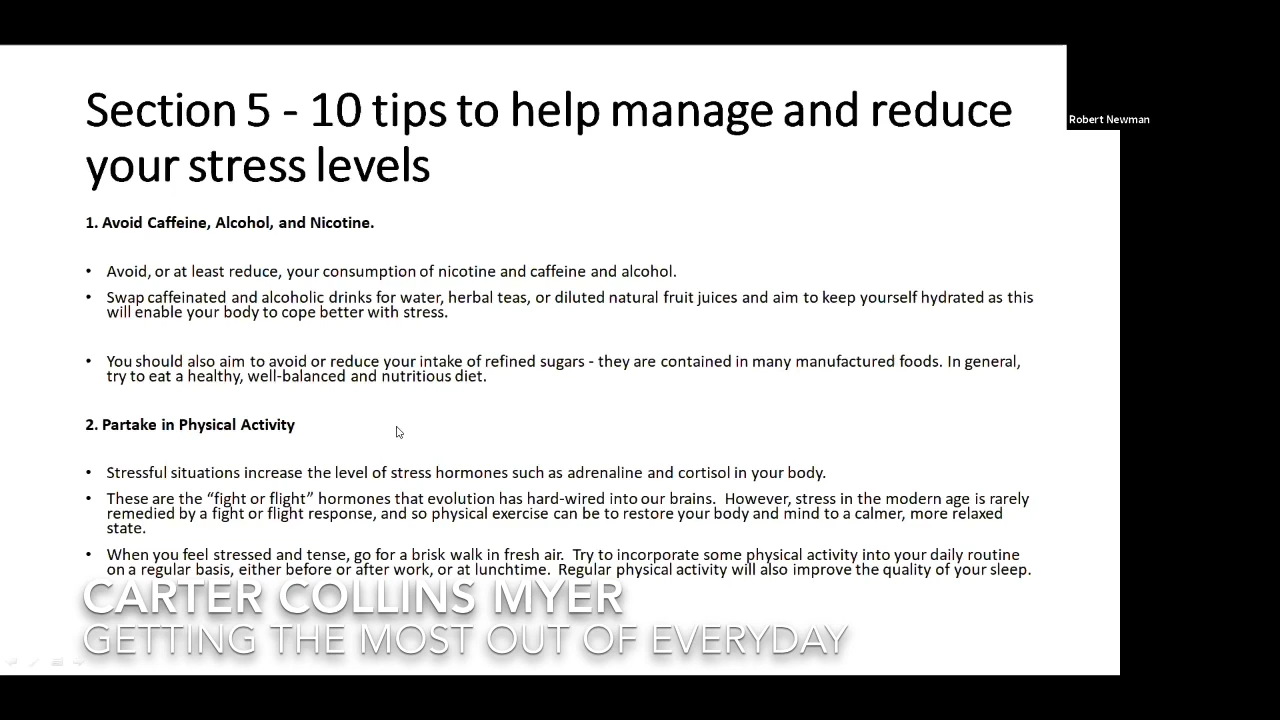 Section 5 - 10 tips to help manage and reduce
your stress levels
Robert Newman
1. Avoid Caffeine, Alcohol, and Nicotine.
• Avoid, or at least reduce, your consumption of nicotine and caffeine and alcohol.
• Swap caffeinated and alcoholic drinks for water, herbal teas, or diluted natural fruit juices and aim to keep yourself hydrated as this
will enable your body to cope better with stress.
• You should also aim to avoid or reduce your intake of refined sugars - they are contained in many manufactured foods. In general,
try to eat a healthy, well-balanced and nutritious diet.
2. Partake in Physical Activity
• Stressful situations increase the level of stress hormones such as adrenaline and cortisol in your body.
• These are the “fight or flight” hormones that evolution has hard-wired into our brains.  However, stress in the modern age is rarely
remedied by a fight or flight response, and so physical exercise can be to restore your body and mind to a calmer, more relaxed
state.
• When you feel stressed and tense, go for a brisk walk in fresh air.  Try to incorporate some physical activity into your daily routine
on a regular basis, either before or after work, or at lunchtime.  Regular physical activity will also improve the quality of your sleep.
CARTER COLLINS MYER
GETTING THE MOST OUT OF EVERYDAY